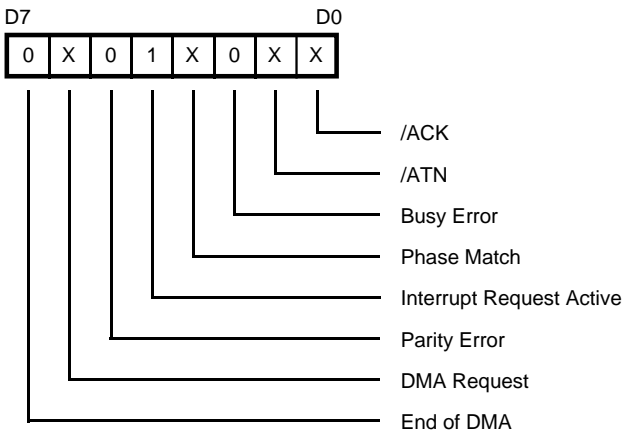 D7 D0
0 X 0 1 X 0 X X
/ACK
/ATN
Busy Error
Phase Match
Interrupt Request Active
Parity Error
DMA Request
End of DMA